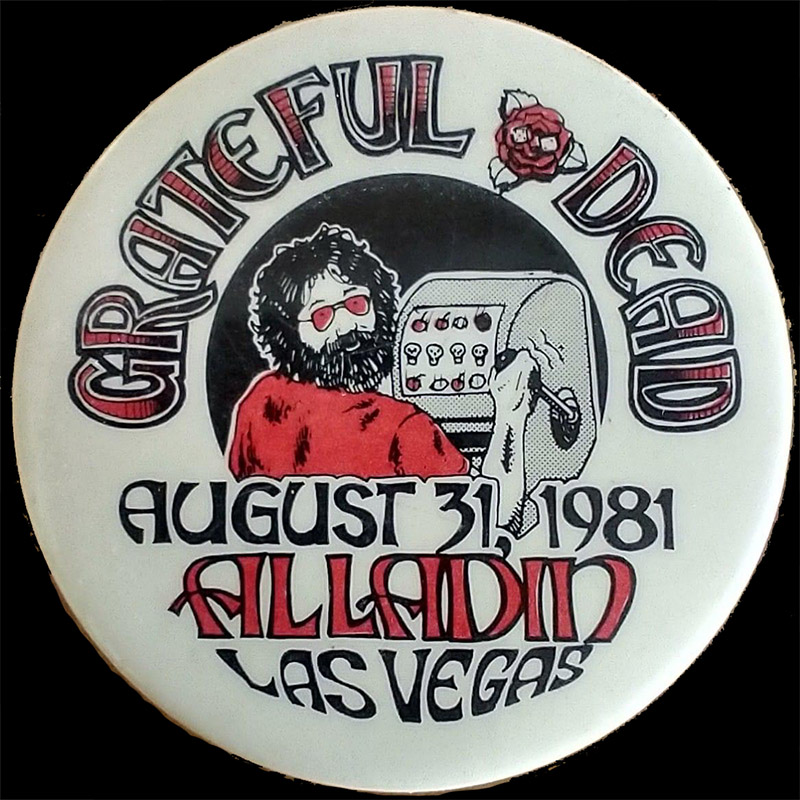 GRATEFUL DEAD
AUGUST 31, 1981
ALLADIN
LAS VEGAS